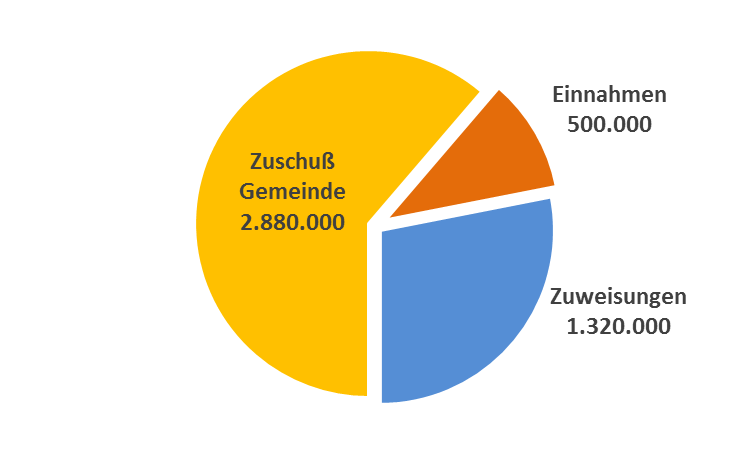 Einnahmen
500.000
Zuschuß
Gemeinde
2.880.000
Zuweisungen
1.320.000